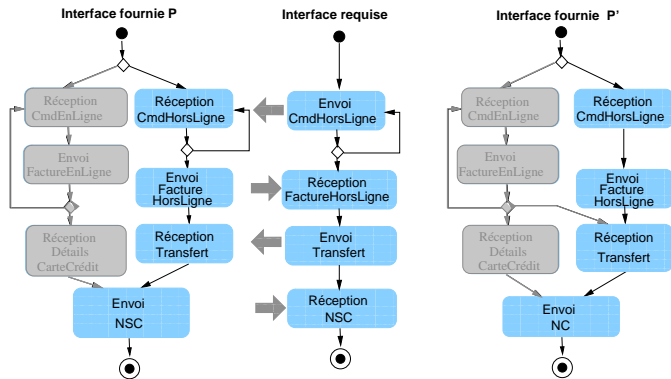 Interface fournie P
Réception
CmdEnLigne
Réception
CmdHorsLigne
Envoi
FactureEnLigne
Envoi
Facture
HorsLigne
Réception
Détails
CarteCrédit
Réception
Transfert
Envoi
NSC
Interface requise
Envoi
CmdHorsLigne
Réception
FactureHorsLigne
Envoi
Transfert
Réception
NSC
Interface fournie P'
Réception
CmdEnLigne
Réception
CmdHorsLigne
Envoi
FactureEnLigne
Envoi
Facture
HorsLigne
Réception
Détails
CarteCrédit
Réception
Transfert
Envoi
NC